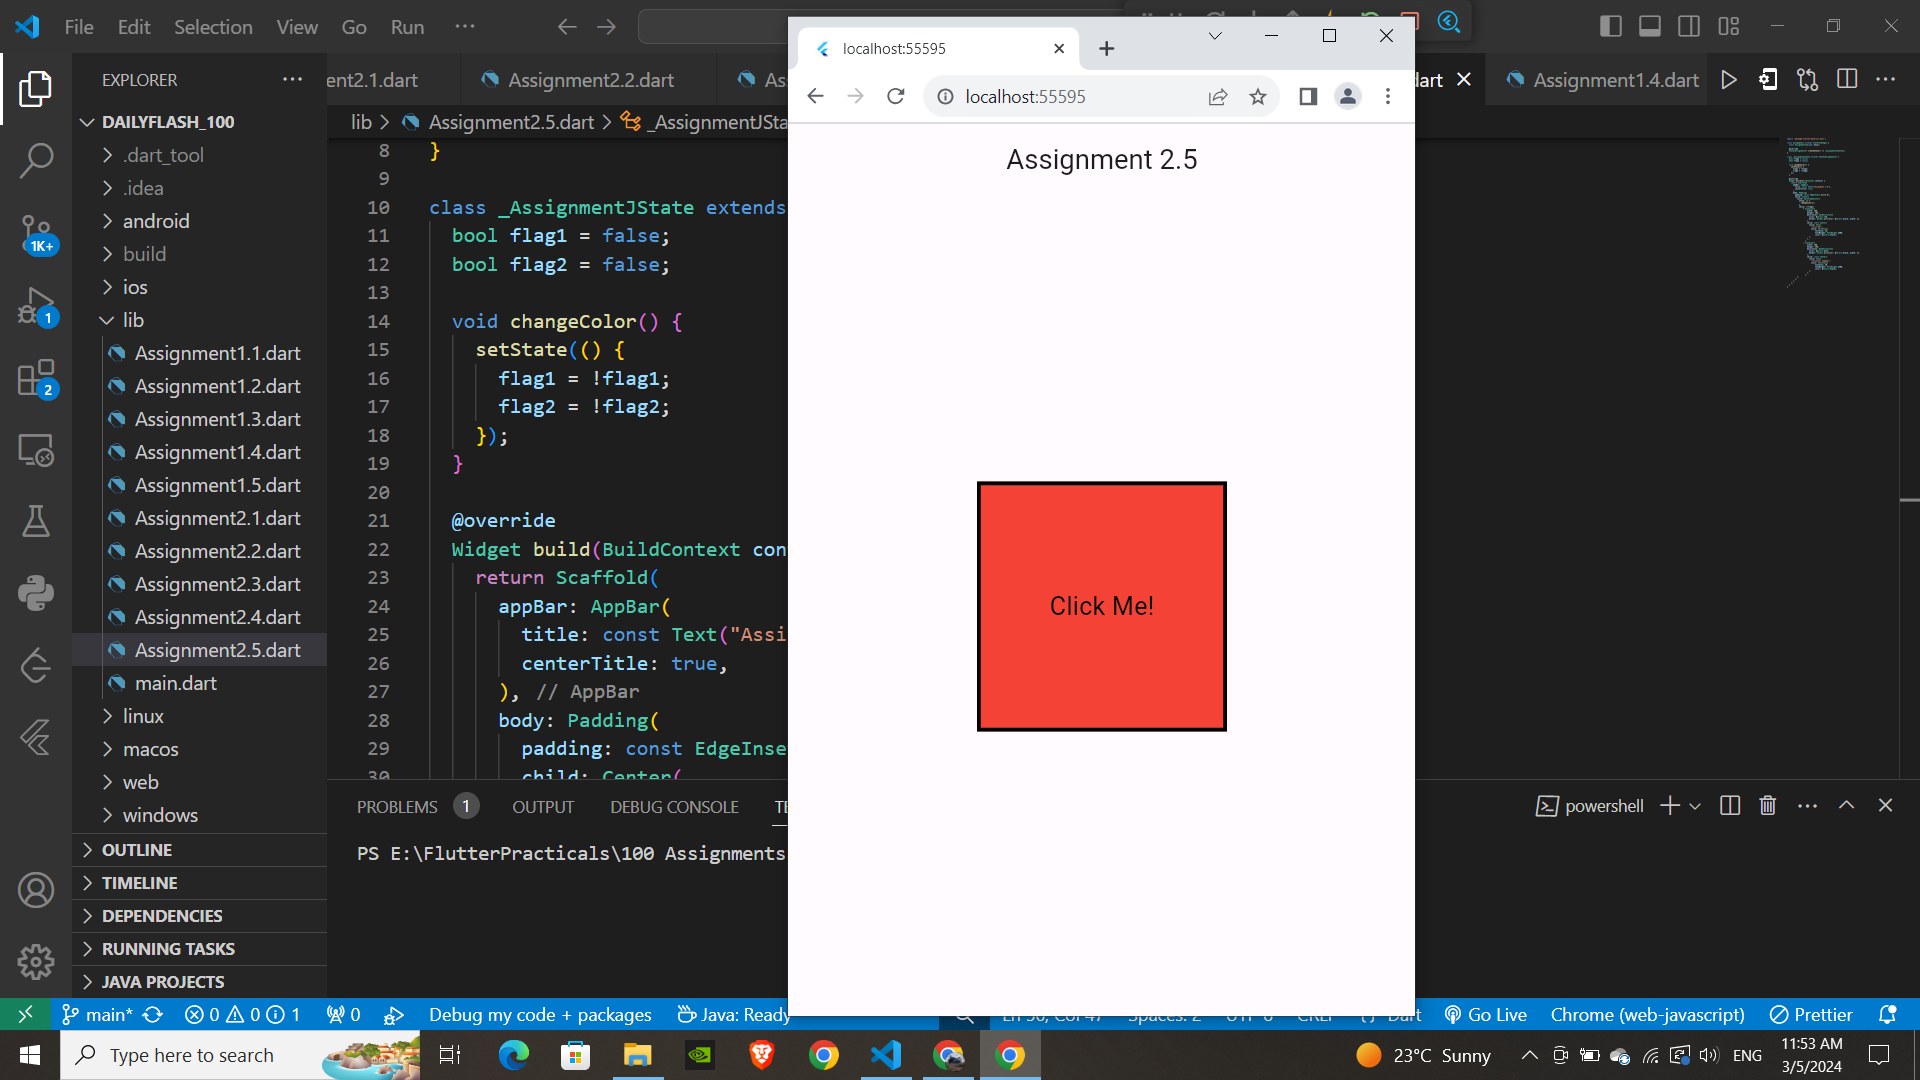 File Edit Selection View Go Run ···
localhost:55595
localhost:55595
EXPLORER ···
ent2.1.dart
Assignment2.2.dart
As
art
Assignment1.4.dart
lib > Assignment2.5.dart > _AssignmentJSta
DAILYFLASH_100
.dart_tool
.idea
android
build
ios
lib
Assignment1.1.dart
Assignment1.2.dart
Assignment1.3.dart
Assignment1.4.dart
Assignment1.5.dart
Assignment2.1.dart
Assignment2.2.dart
Assignment2.3.dart
Assignment2.4.dart
Assignment2.5.dart
main.dart
linux
macos
web
windows
OUTLINE
TIMELINE
DEPENDENCIES
RUNNING TASKS
JAVA PROJECTS
1K+
1
2
8 }
9
10 class _AssignmentJState extends
11 bool flag1 = false;
12 bool flag2 = false;
13
14 void changeColor() {
15 setState(() {
16 flag1 = !flag1;
17 flag2 = !flag2;
18 });
19 }
20
21 @override
22 Widget build(BuildContext con
23 return Scaffold(
24 appBar: AppBar(
25 title: const Text("Assi
26 centerTitle: true,
27 ), // AppBar
28 body: Padding(
29 padding: const EdgeInse
30 child: Center(
Assignment 2.5
Click Me!
PROBLEMS 1 OUTPUT DEBUG CONSOLE TE
powershell
PS E:\FlutterPracticals\100 Assignments
main* 0 0 1 0 Debug my code + packages Java: Ready
Go Live Chrome (web-javascript) Prettier
Type here to search
23°C Sunny
ENG
11:53 AM
3/5/2024